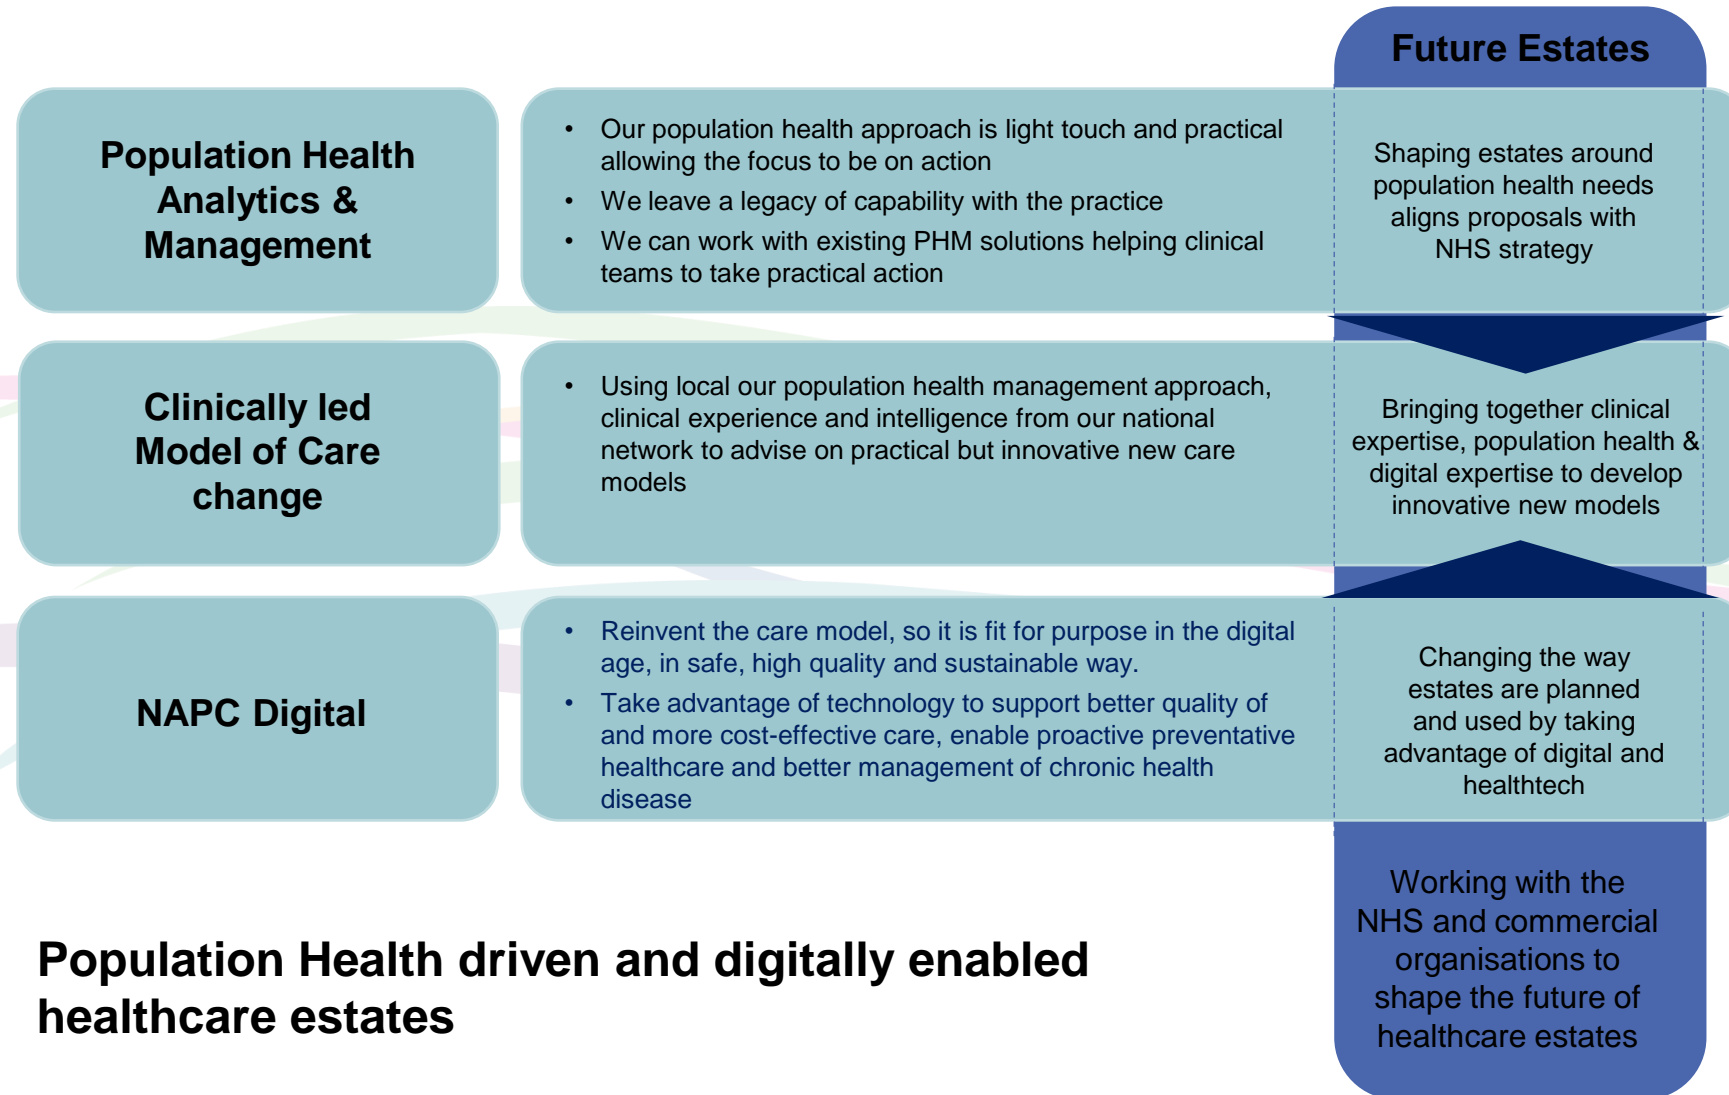 Future Estates
Population Health
Analytics &
Management
• Our population health approach is light touch and practical
allowing the focus to be on action
• We leave a legacy of capability with the practice
• We can work with existing PHM solutions helping clinical
teams to take practical action
Shaping estates around
population health needs
aligns proposals with
NHS strategy
Clinically led
Model of Care
change
• Using local our population health management approach,
clinical experience and intelligence from our national
network to advise on practical but innovative new care
models
Bringing together clinical
expertise, population health &
digital expertise to develop
innovative new models
NAPC Digital
• Reinvent the care model, so it is fit for purpose in the digital
age, in safe, high quality and sustainable way.
• Take advantage of technology to support better quality of
and more cost-effective care, enable proactive preventative
healthcare and better management of chronic health
disease
Changing the way
estates are planned
and used by taking
advantage of digital and
healthtech
Population Health driven and digitally enabled
healthcare estates
Working with the
NHS and commercial
organisations to
shape the future of
healthcare estates